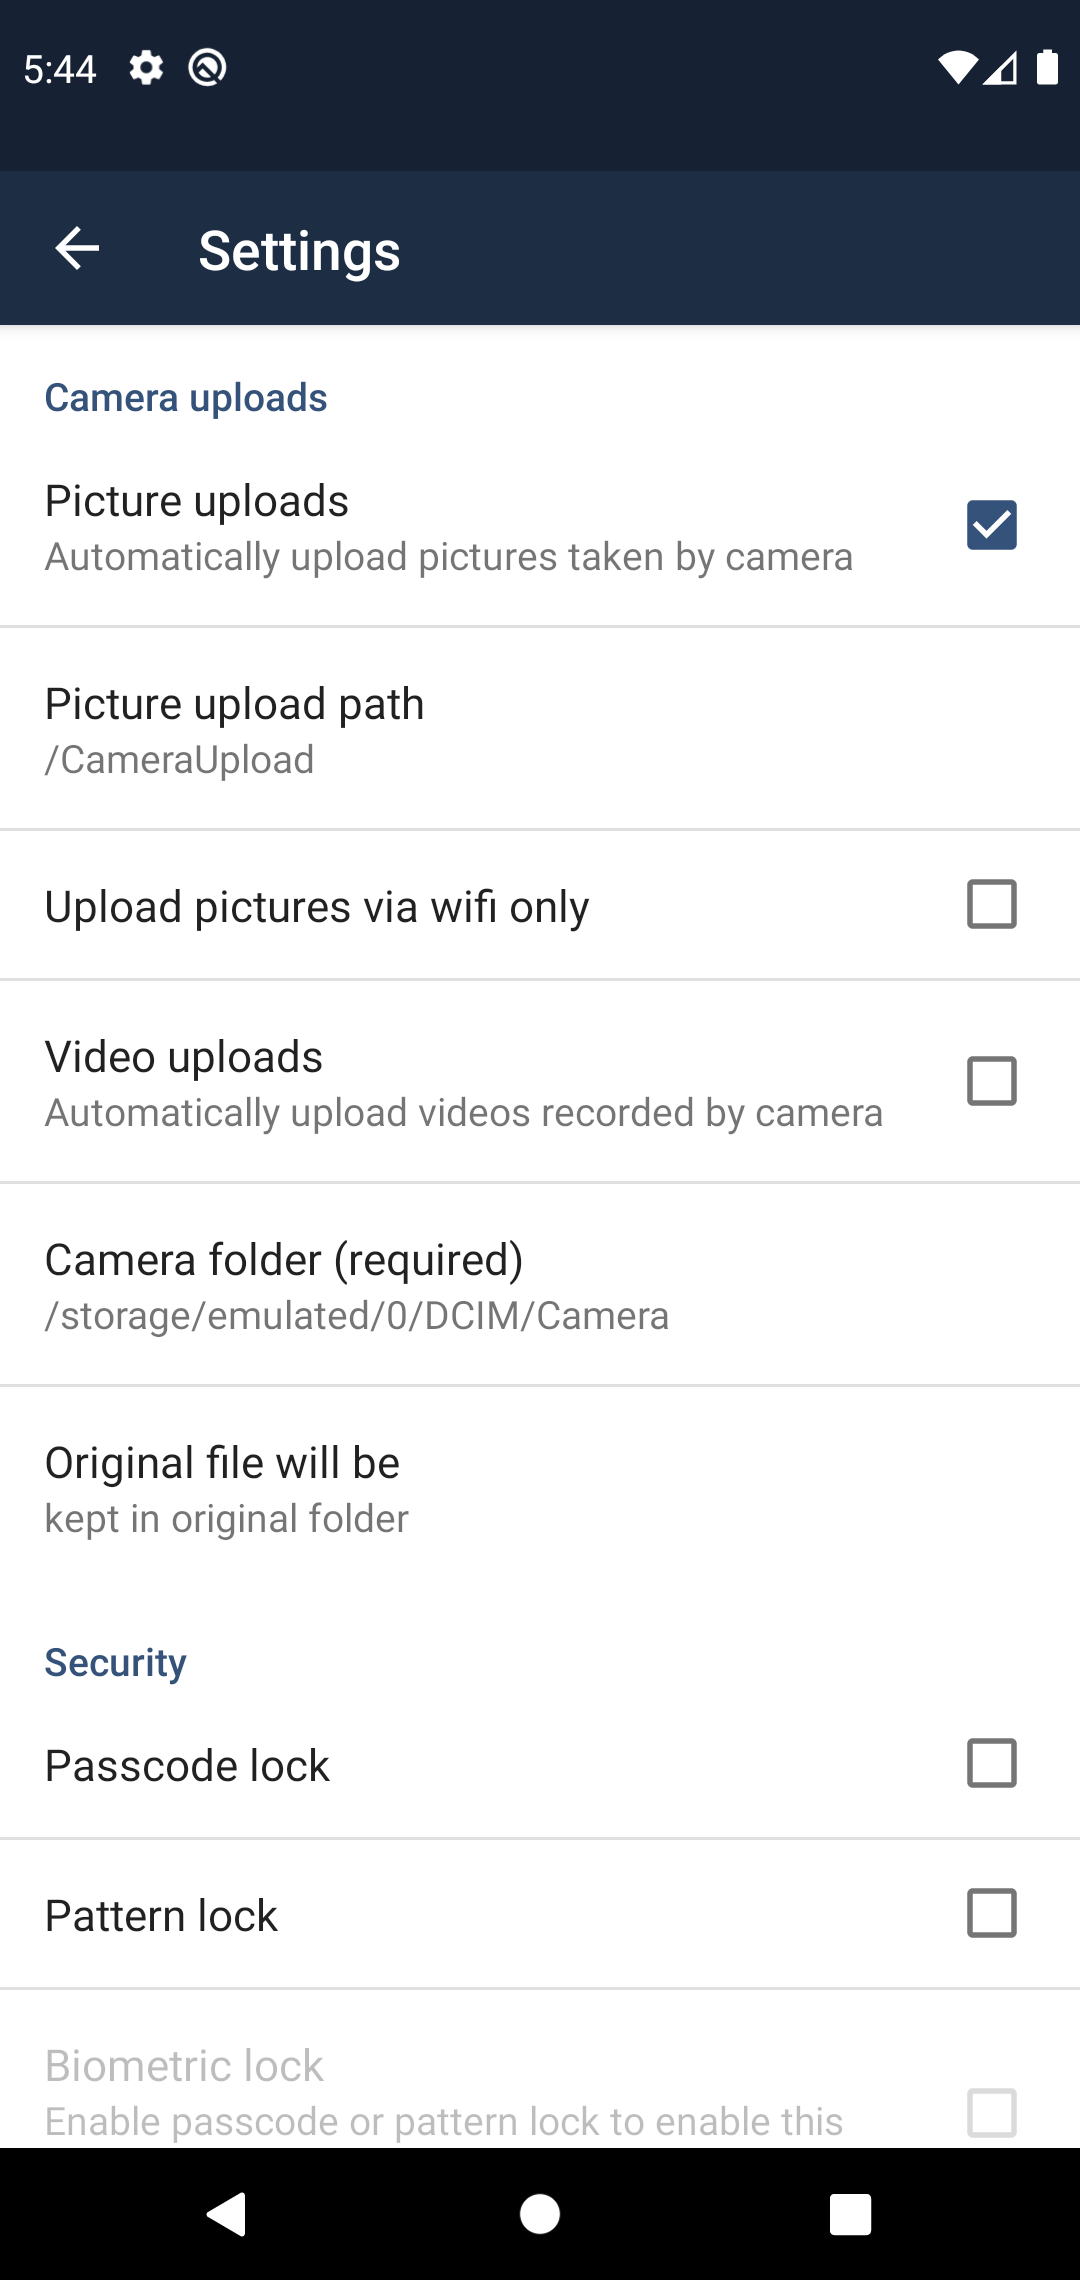 5:44
Settings
Camera uploads
Picture uploads
Automatically upload pictures taken by camera
Picture upload path
/CameraUpload
Upload pictures via wifi only
Video uploads
Automatically upload videos recorded by camera
Camera folder (required)
/storage/emulated/0/DCIM/Camera
Original file will be
kept in original folder
Security
Passcode lock
Pattern lock
Biometric lock
Enable passcode or pattern lock to enable this